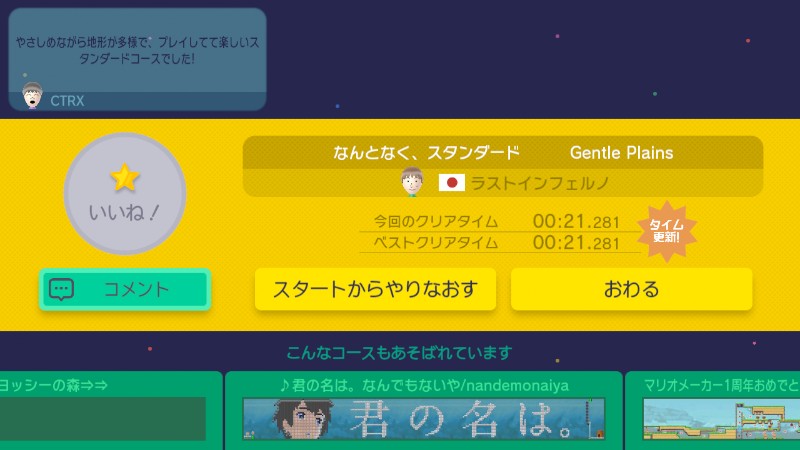 やさしめながら地形が多様で、プレイしてて楽しいス
タンダードコースでした!
CTRX
いいね!
なんとなく、スタンダード Gentle Plains
ラストインフェルノ
今回のクリアタイム 00:21.281
ベストクリアタイム 00:21.281
タイム
更新!
コメント
スタートからやりなおす
おわる
こんなコースもあそばれています
ヨッシーの森⇒⇒
♪君の名は。なんでもないや/nandemonaiya
マリオメーカー1周年おめでと
君の名は。